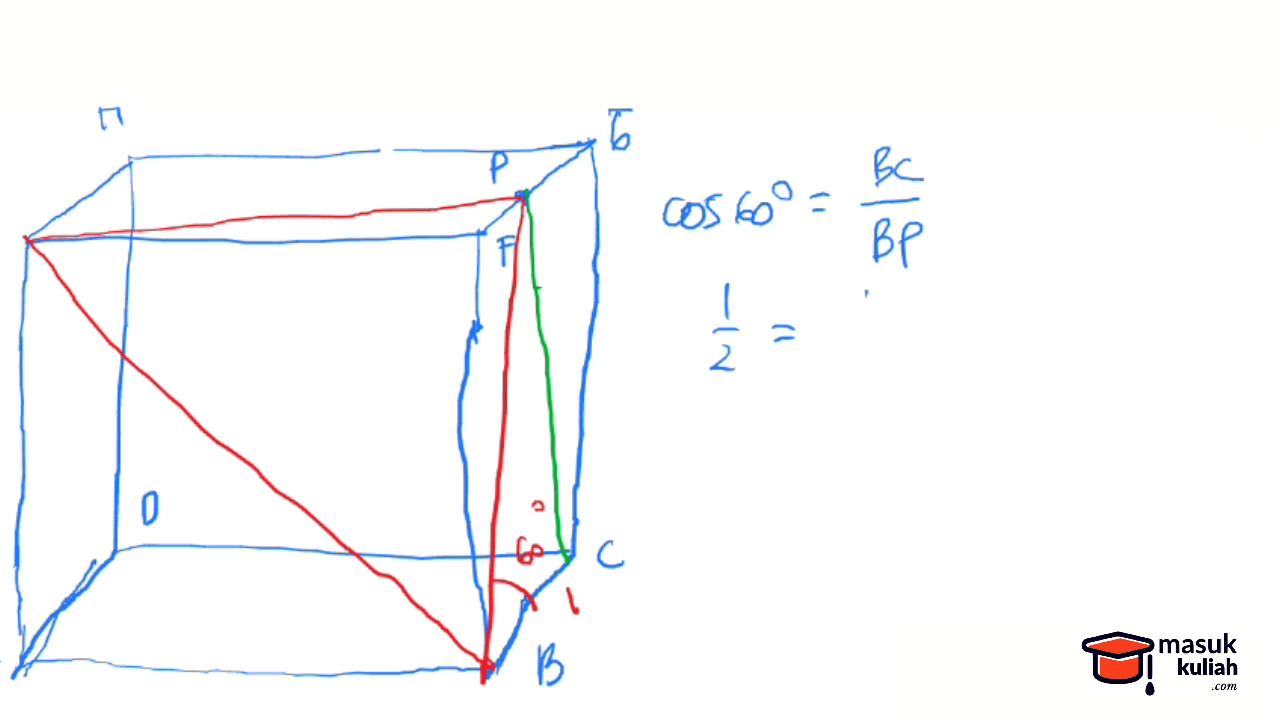 H
G
P
F
D
60°
C
B
1
cos 60° = BC/BP
1/2 =
masuk
kuliah
.com